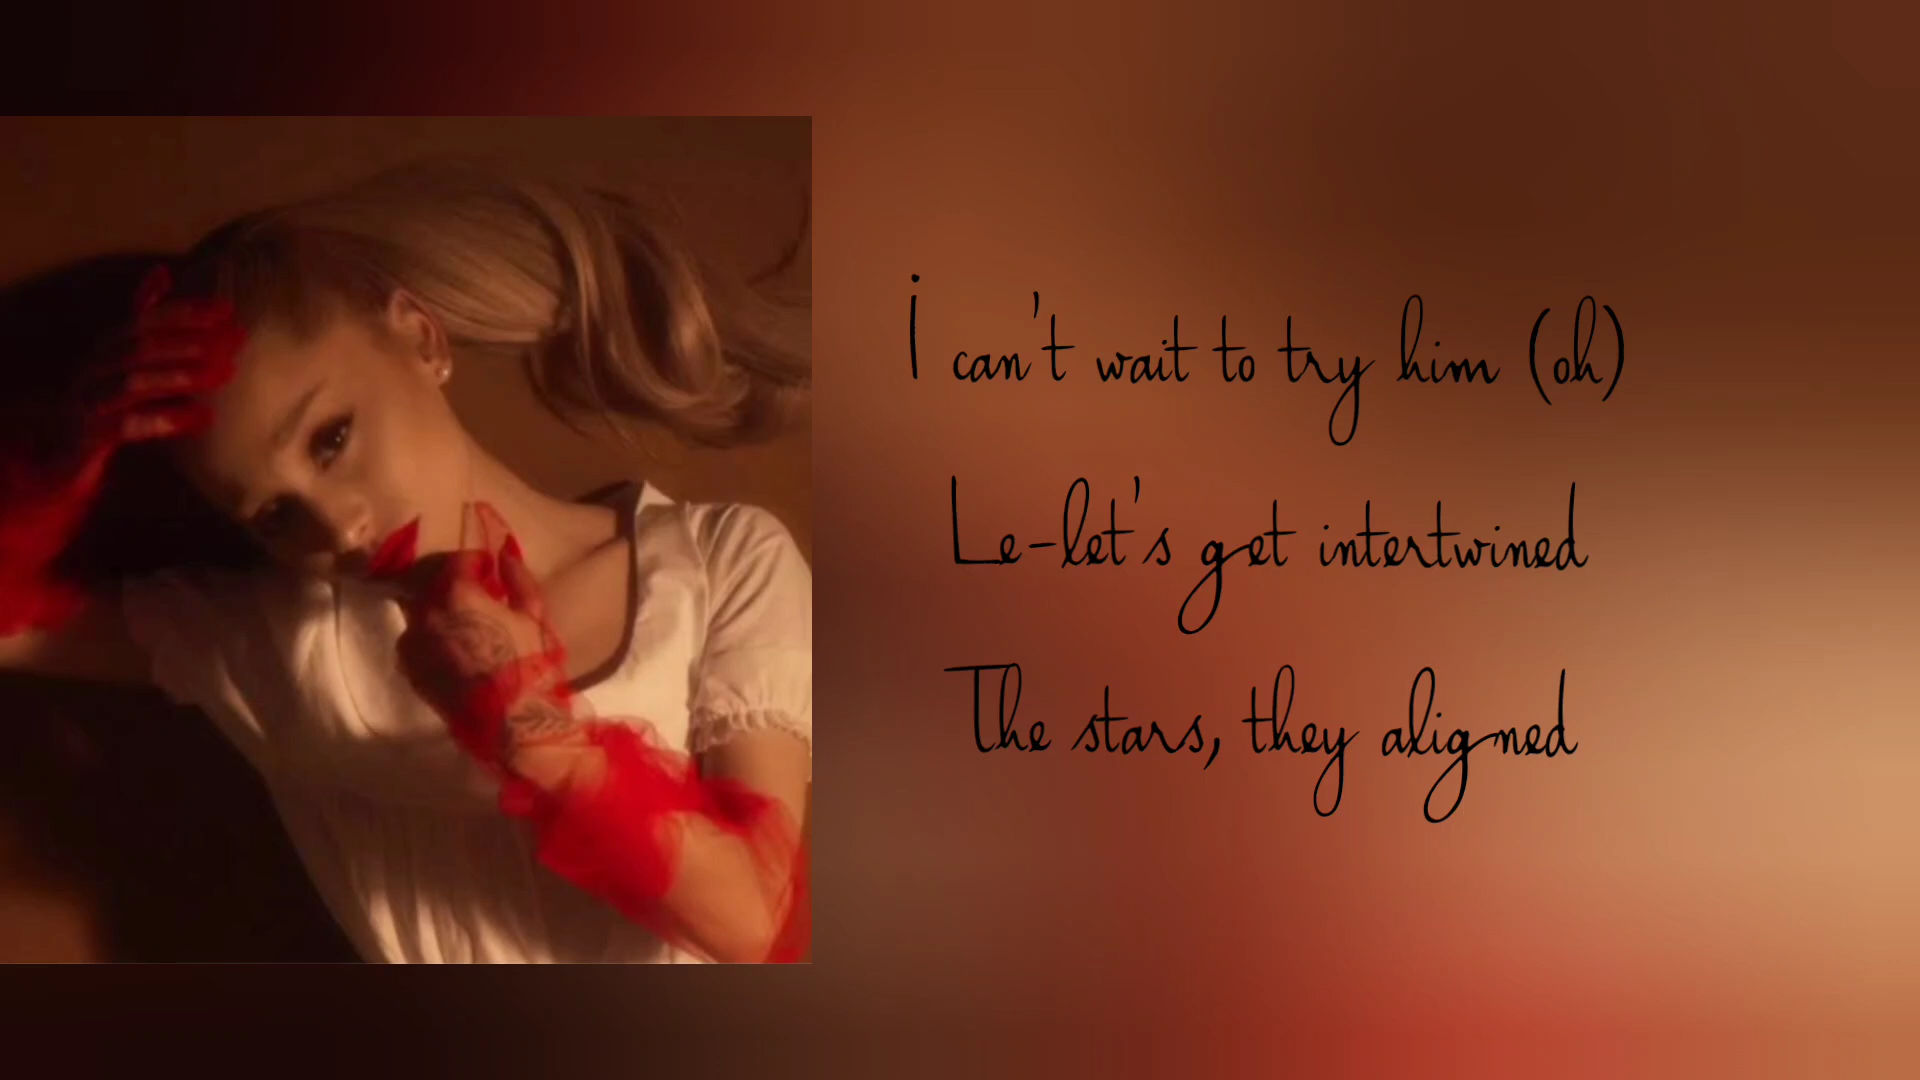 I can't wait to try him (oh)
Le-let's get intertwined
The stars, they aligned